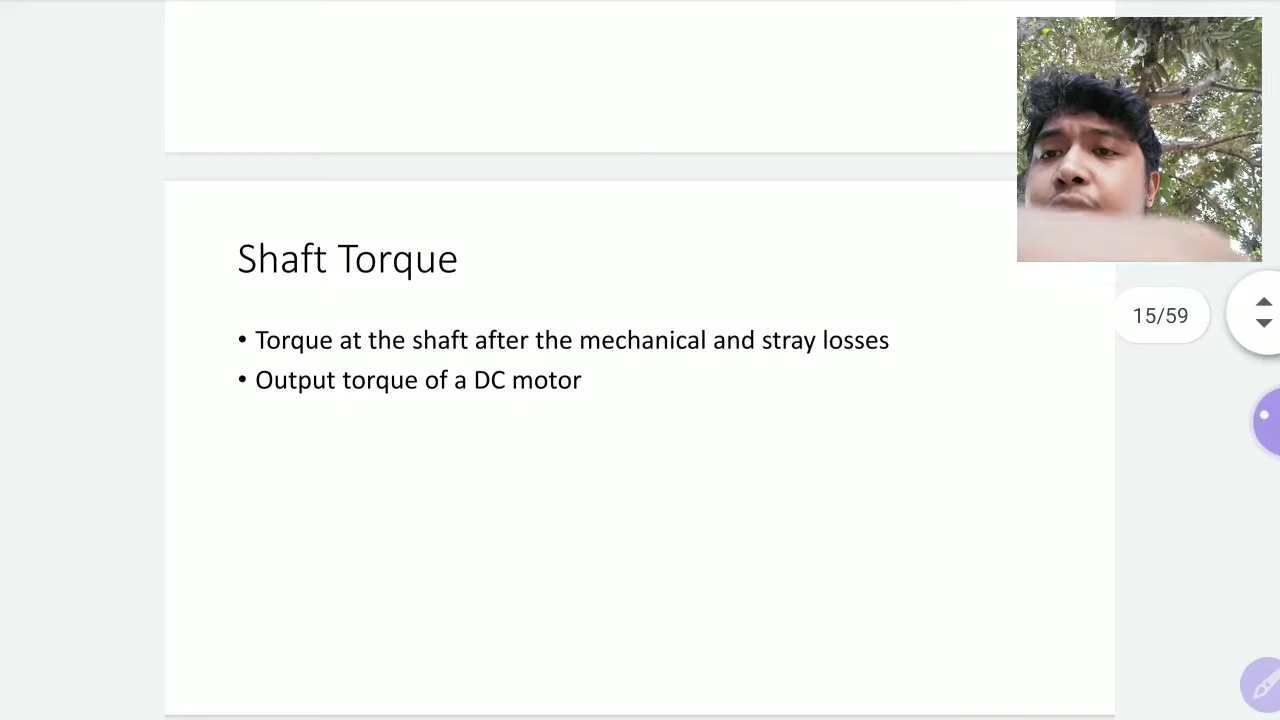 Shaft Torque
• Torque at the shaft after the mechanical and stray losses
• Output torque of a DC motor
15/59